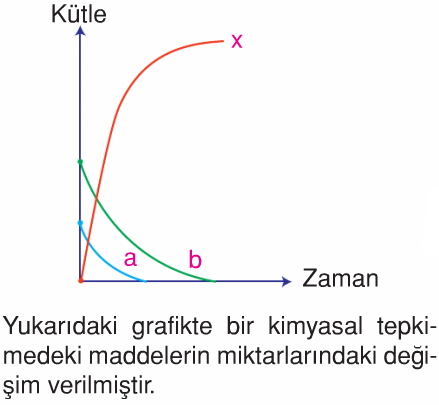 Kütle
x
a
b
Zaman
Yukarıdaki grafikte bir kimyasal tepki-
medeki maddelerin miktarlarındaki deği-
şim verilmiştir.